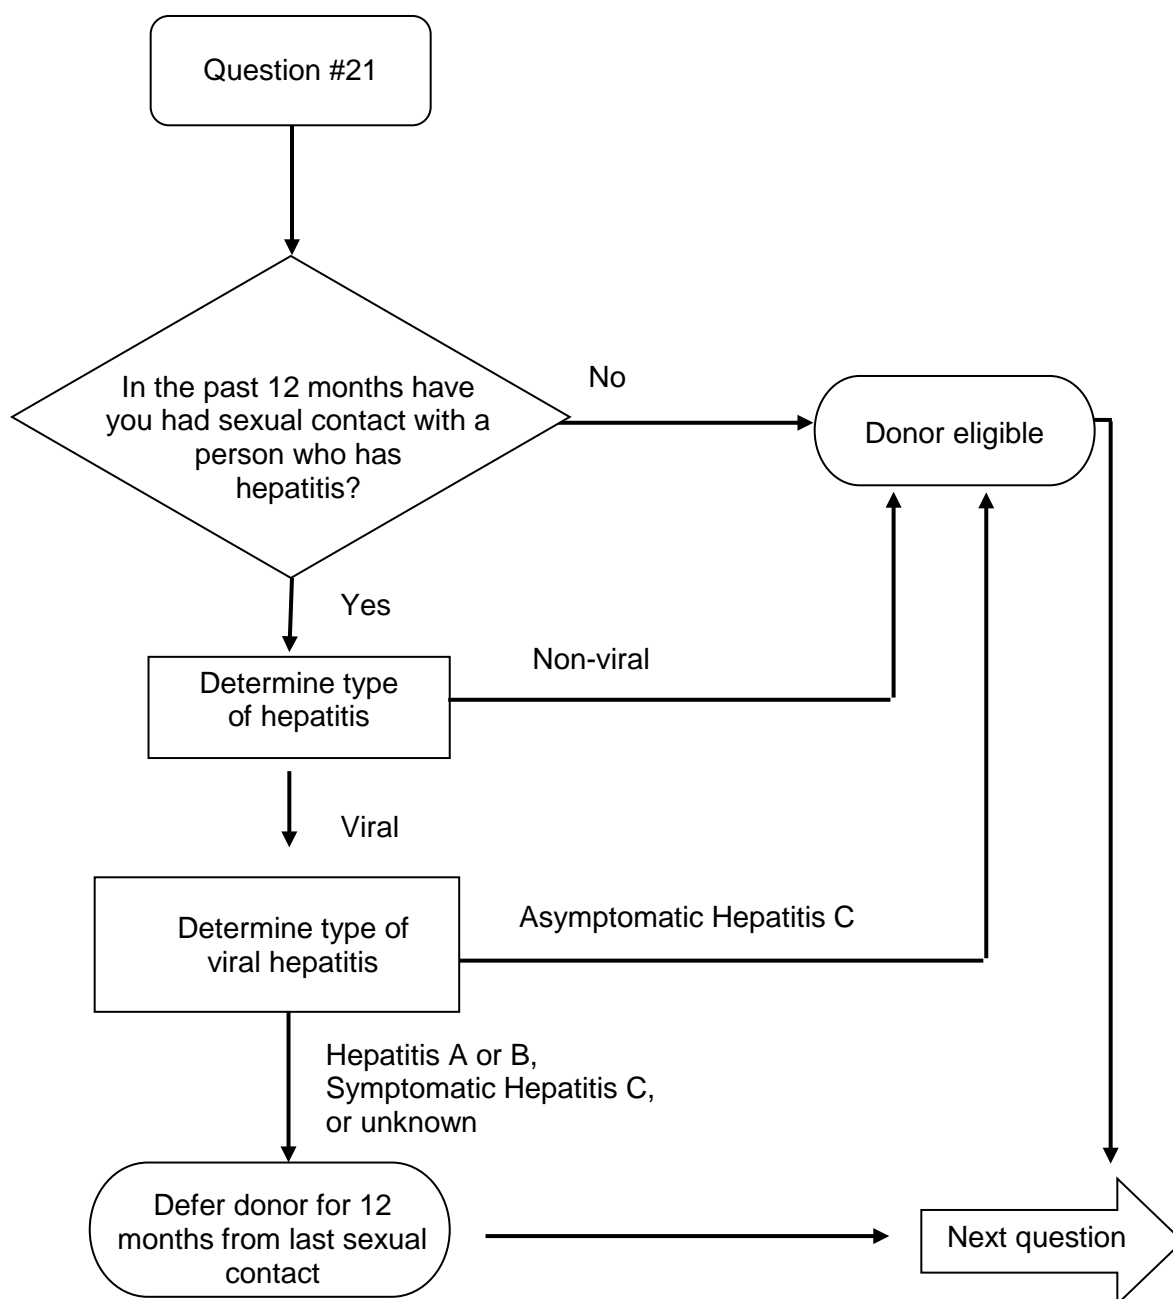 Question #21
In the past 12 months have
you had sexual contact with a
person who has
hepatitis?
No
Donor eligible
Yes
Determine type
of hepatitis
Non-viral
Viral
Determine type of
viral hepatitis
Asymptomatic Hepatitis C
Hepatitis A or B,
Symptomatic Hepatitis C,
or unknown
Defer donor for 12
months from last sexual
contact
Next question